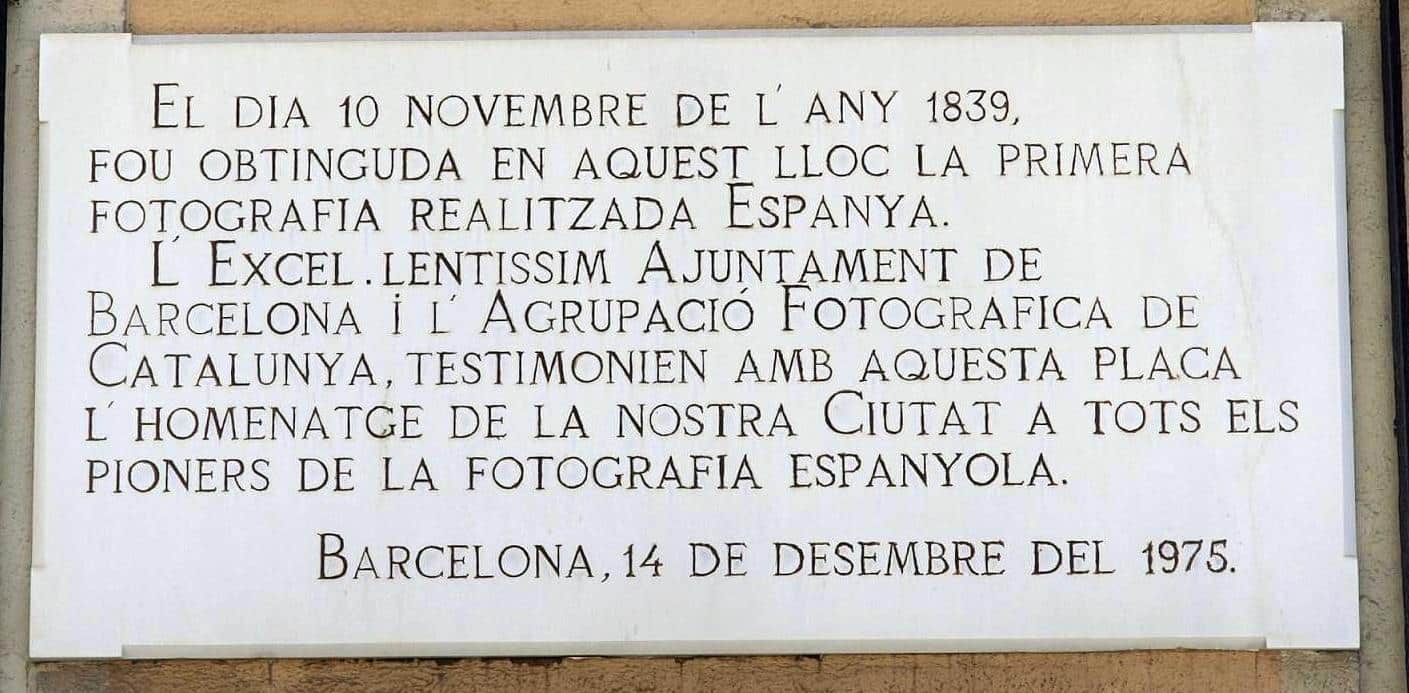 El dia 10 novembre de l' any 1839,
fou obtinguda en aquest lloc la primera
fotografia realitzada Espanya.
L' Excel.lentissim Ajuntament de
Barcelona i l' Agrupació Fotografica de
Catalunya, testimonien amb aquesta placa
l' homenatge de la nostra Ciutat a tots els
pioners de la fotografia espanyola.
Barcelona, 14 de desembre del 1975.